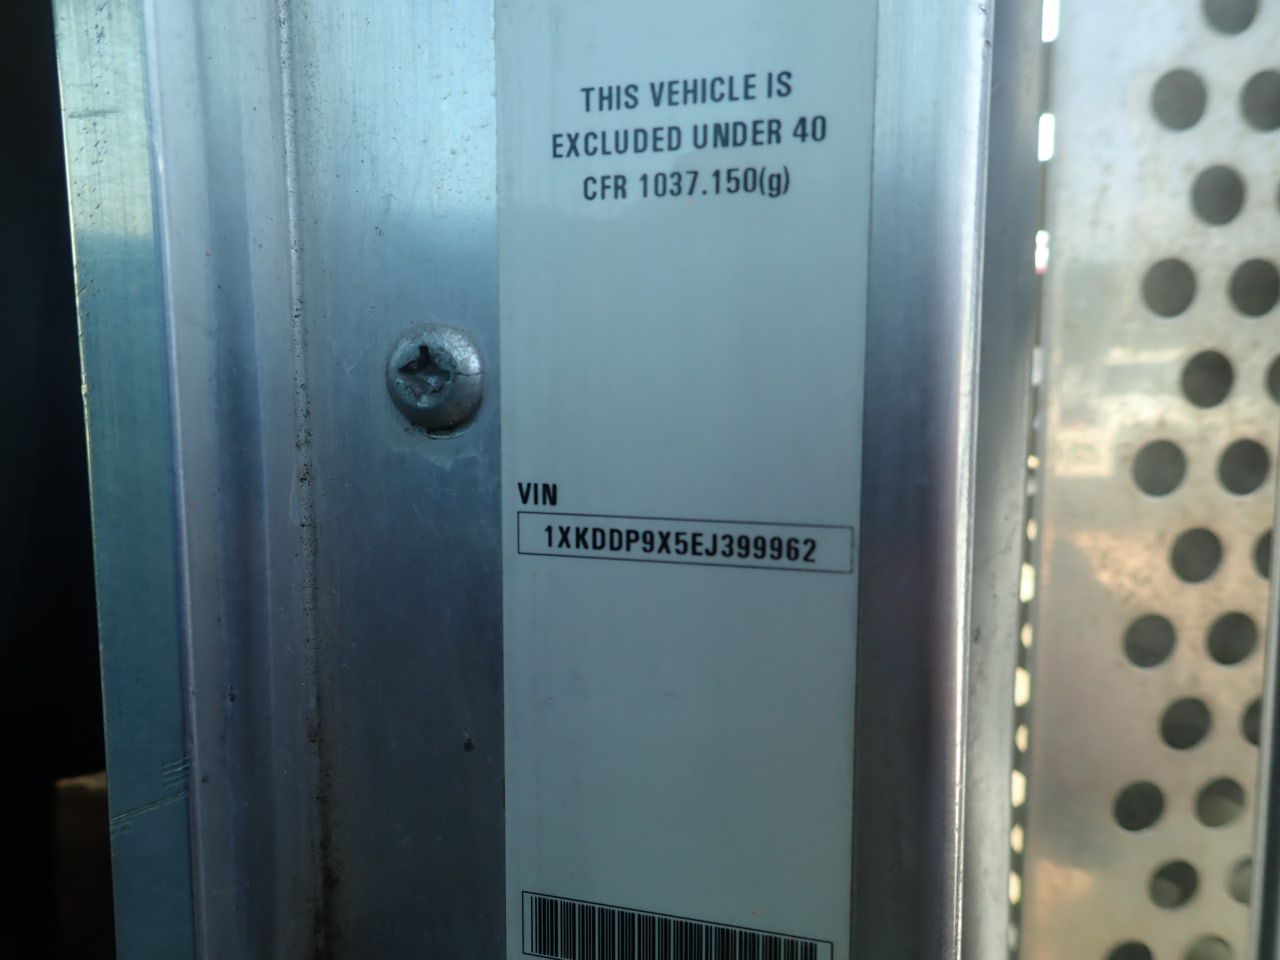 THIS VEHICLE IS
EXCLUDED UNDER 40
CFR 1037.150(g)
VIN
1XKDDP9X5EJ399962